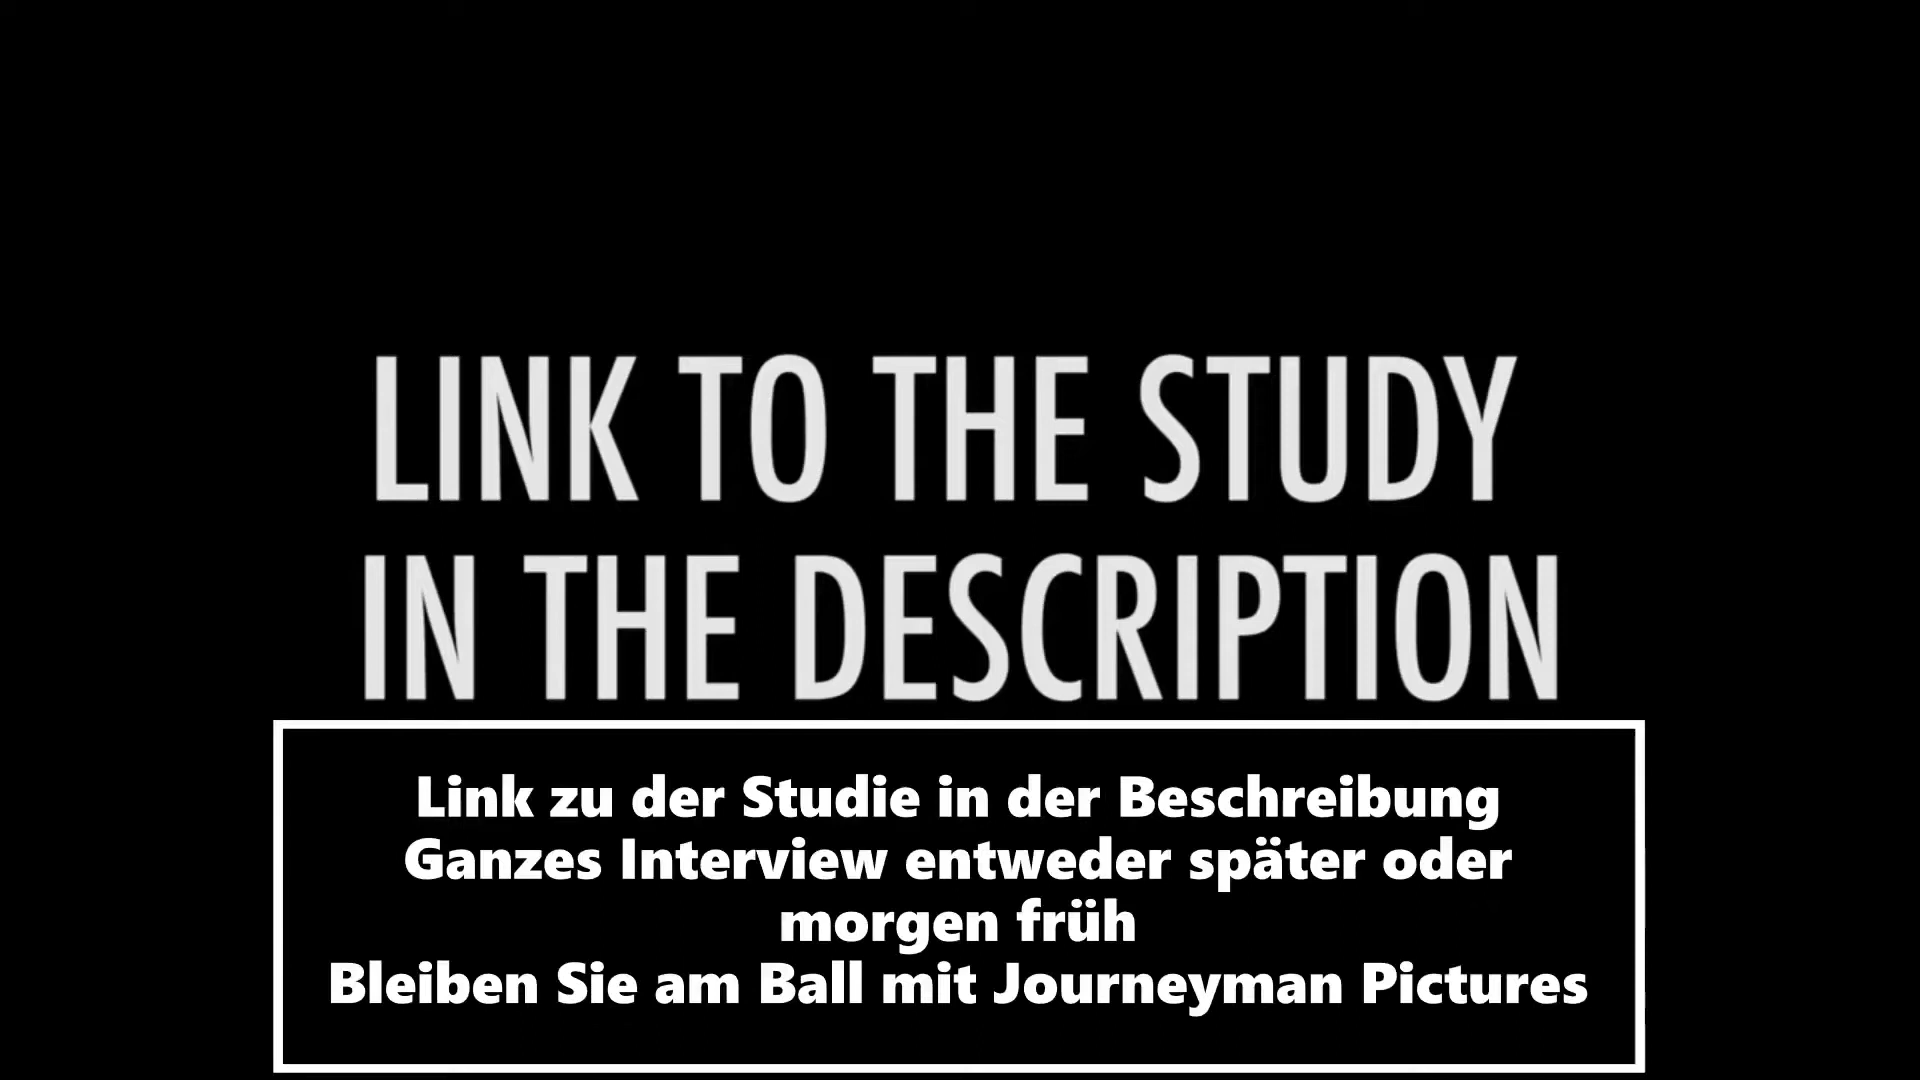 LINK TO THE STUDY
IN THE DESCRIPTION
Link zu der Studie in der Beschreibung
Ganzes Interview entweder später oder
morgen früh
Bleiben Sie am Ball mit Journeyman Pictures